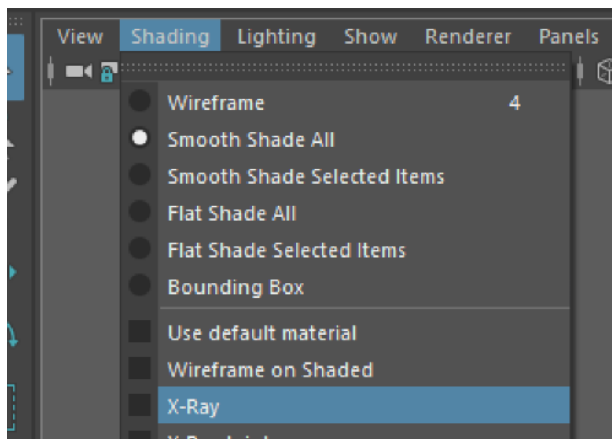 View Shading Lighting Show Renderer Panels
Wireframe 4
Smooth Shade All
Smooth Shade Selected Items
Flat Shade All
Flat Shade Selected Items
Bounding Box
Use default material
Wireframe on Shaded
X-Ray